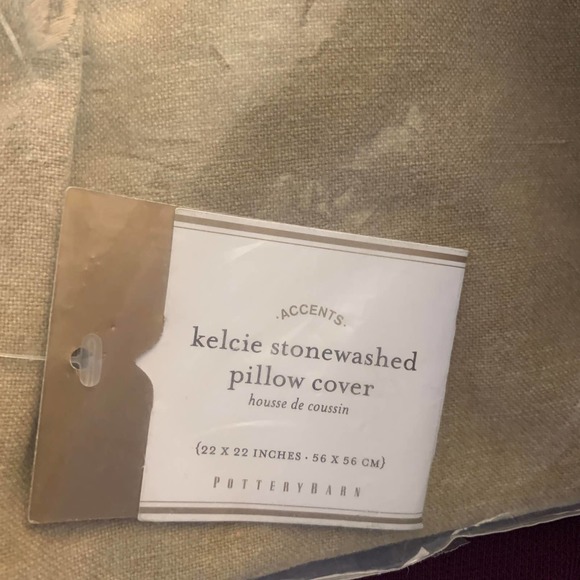 ·ACCENTS·
kelcie stonewashed
pillow cover
housse de coussin
{22 X 22 INCHES · 56 X 56 CM}
POTTERYBARN